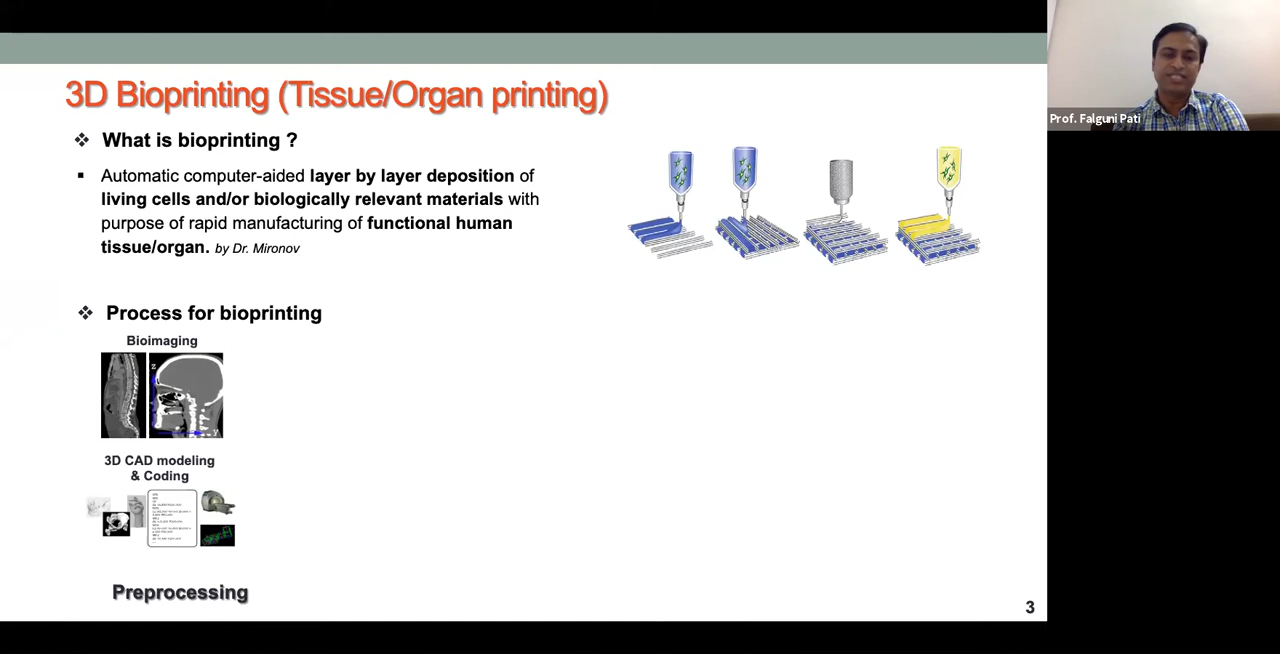 3D Bioprinting (Tissue/Organ printing)
❖ What is bioprinting ?
▪ Automatic computer-aided layer by layer deposition of
living cells and/or biologically relevant materials with
purpose of rapid manufacturing of functional human
tissue/organ. by Dr. Mironov
❖ Process for bioprinting
Bioimaging
Z
3D CAD modeling
& Coding
Preprocessing
3
Prof. Falguni Pati